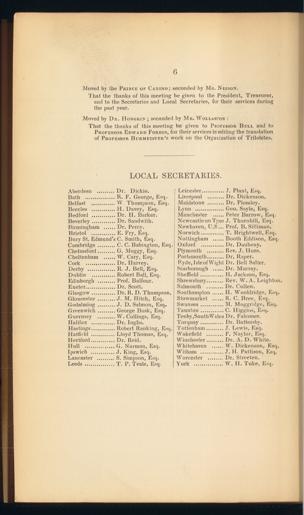 6
Moved by the PRINCE OF CANINO; seconded by MR. NEESON.
That the thanks of this meeting be given to the President, Treasurer,
and to the Secretaries and Local Secretaries, for their services during
the past year.
Moved by DR. HODGKIN; seconded by MR. WOLLASTON:
That the thanks of this meeting be given to PROFESSOR BELL, and to
PROFESSOR EDWARD FORBES, for their services in editing the translation
of PROFESSOR BURMEISTER'S work on the Organization of Trilobites.
LOCAL SECRETARIES.
Aberdeen ........ Dr. Dickie.
Bath ........ R. F. George, Esq.
Beccles ........ H. Davey, Esq.
Belfast ........ W. Thompson, Esq.
Bedford ........ Dr. H. Barker.
Beverley ........ Dr. Sandwith.
Birmingham ...... Dr. Percy.
Bristol ........ E. Fry, Esq.
Bury St. Edmund's C. Smith, Esq.
Cambridge ........ C. C. Babington, Esq.
Chelmsford ........ G. Meggy, Esq.
Cheltenham ...... W. Cary, Esq.
Cork ........ Dr. Harvey.
Derby ........ R. J. Bell, Esq.
Dublin ........ Robert Ball, Esq.
Edinburgh ........ Prof. Balfour.
Exeter ........ Dr. Scott.
Glasgow ........ Dr. R. D. Thompson.
Gloucester ........ J. M. Hitch, Esq.
Godalming ........ J. D. Salmon, Esq.
Greenwich ........ George Busk, Esq.
Guernsey ........ W. Collings, Esq.
Halifax ........ Dr. Inglis.
Hastings ........ Robert Ranking, Esq.
Hatfield ........ Lloyd Thomas, Esq.
Hertford ........ Dr. Reid.
Hull ........ G. Norman, Esq.
Ipswich ........ J. King, Esq.
Lancaster ........ S. Simpson, Esq.
Leeds ........ T. P. Teale, Esq.
Leicester ........ J. Plant, Esq.
Liverpool ........ Dr. Dickenson.
Lynn ........ Geo. Sayle, Esq.
Maidstone ........ Dr. Plomley.
Manchester ...... Peter Barrow, Esq.
Newcastle on Tyne J. Thornhill, Esq.
Newhaven, U.S ... Prof. B. Silliman.
Norwich ........ T. Brightwell, Esq.
Nottingham ...... Booth Eddison, Esq.
Oxford ........ Dr. Daubeny.
Plymouth ........ Rev. J. Hore.
Portsmouth ........ Dr. Raper.
Ryde, Isle of Wight Dr. Bell Salter.
Scarborough ...... Dr. Murray.
Sheffield ........ H. Jackson, Esq.
Shrewsbury ........ Rev. W. A. Leighton.
Sidmouth ........ Dr. Cullen.
Southampton ...... H. Wooldridge, Esq.
Stowmarket ...... R. C. Bree, Esq.
Swansea ........ M. Moggridge, Esq.
Taunton ........ C. Higgins, Esq.
Tenby, South Wales Dr. Falconer.
Torquay ........ Dr. Battersby.
Tottenham ........ J. Lewis, Esq.
Wakefield ........ F. Naylor, Esq.
Winchester ...... Dr. A. D. White.
Whitehaven ...... W. Dickenson, Esq.
Witham ........ J. H. Pattison, Esq.
Worcester ........ Dr. Streeten.
York ........ W. H. Tuke, Esq.